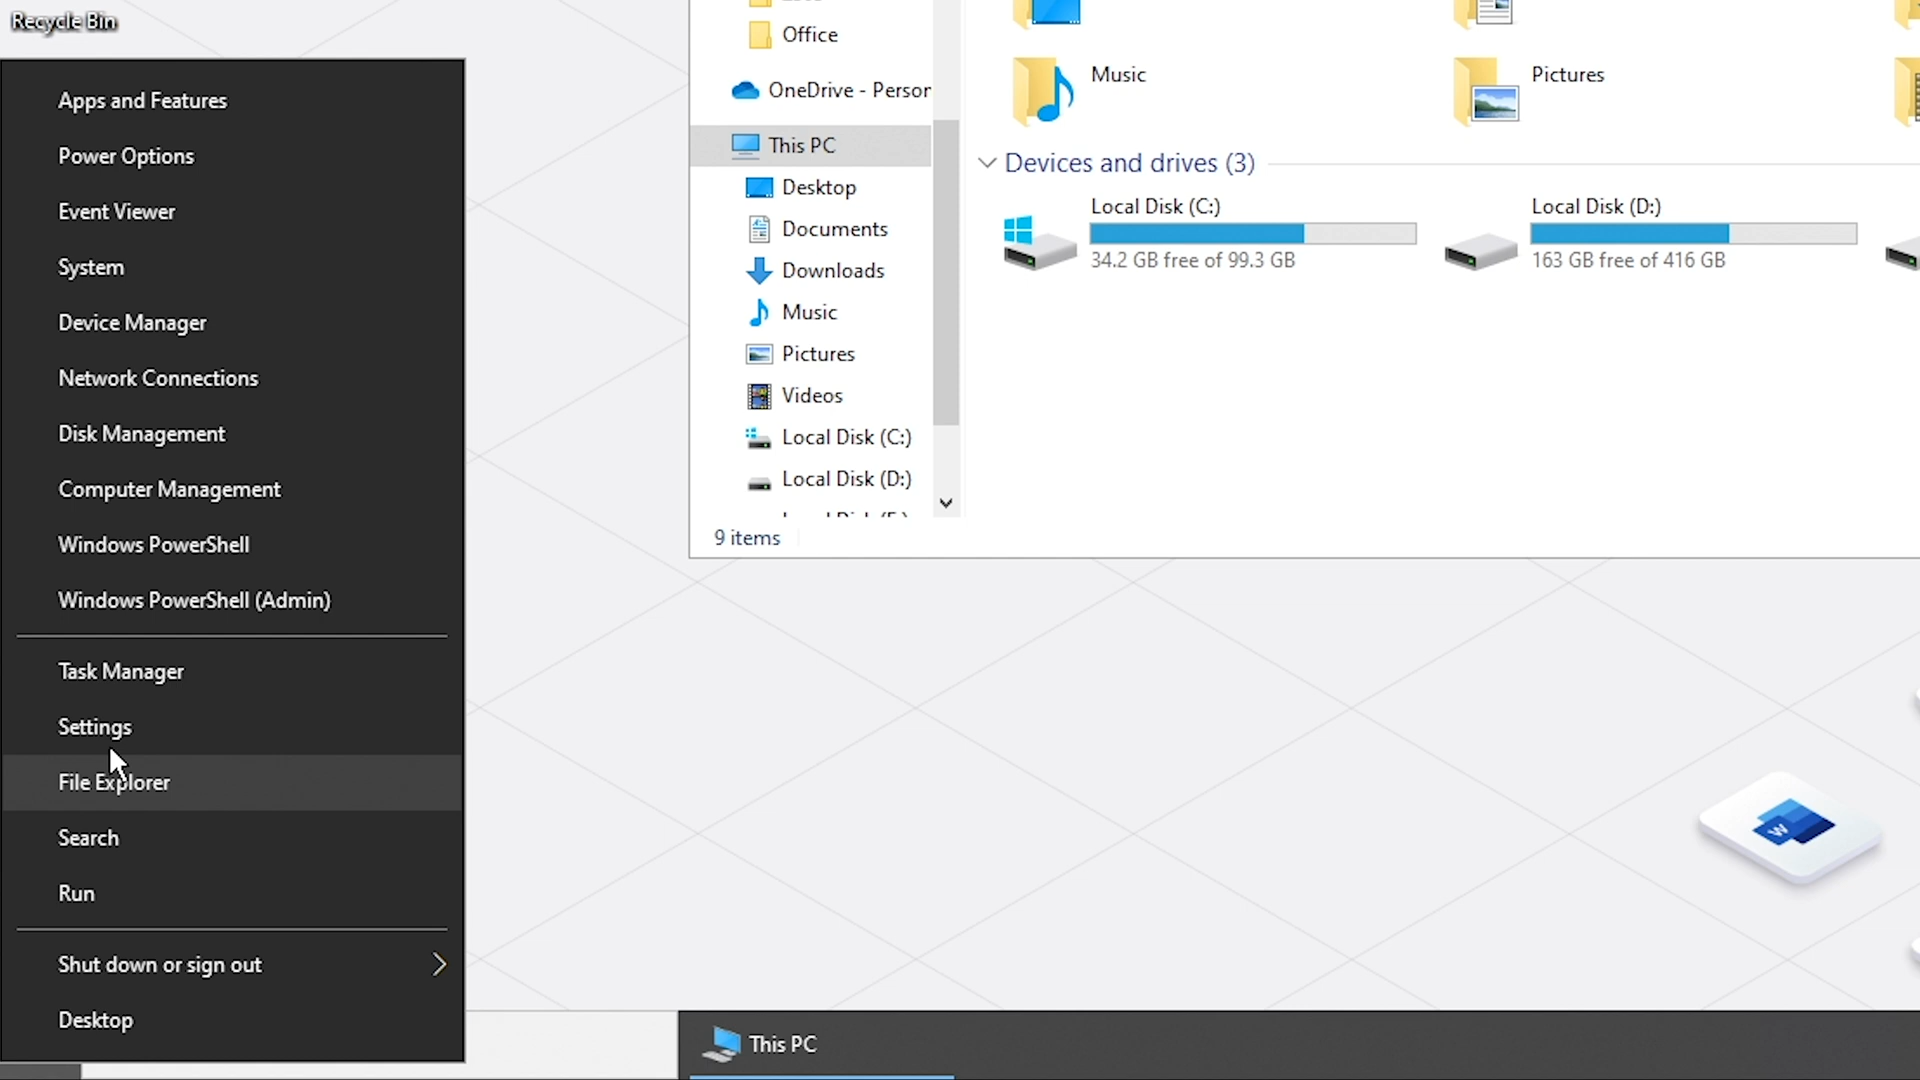 Recycle Bin
Apps and Features
Power Options
Event Viewer
System
Device Manager
Network Connections
Disk Management
Computer Management
Windows PowerShell
Windows PowerShell (Admin)
Task Manager
Settings
File Explorer
Search
Run
Shut down or sign out
Desktop
Office
OneDrive - Person
This PC
Desktop
Documents
Downloads
Music
Pictures
Videos
Local Disk (C:)
Local Disk (D:)
9 items
Music
Pictures
Devices and drives (3)
Local Disk (C:)
34.2 GB free of 99.3 GB
Local Disk (D:)
163 GB free of 416 GB
W
This PC